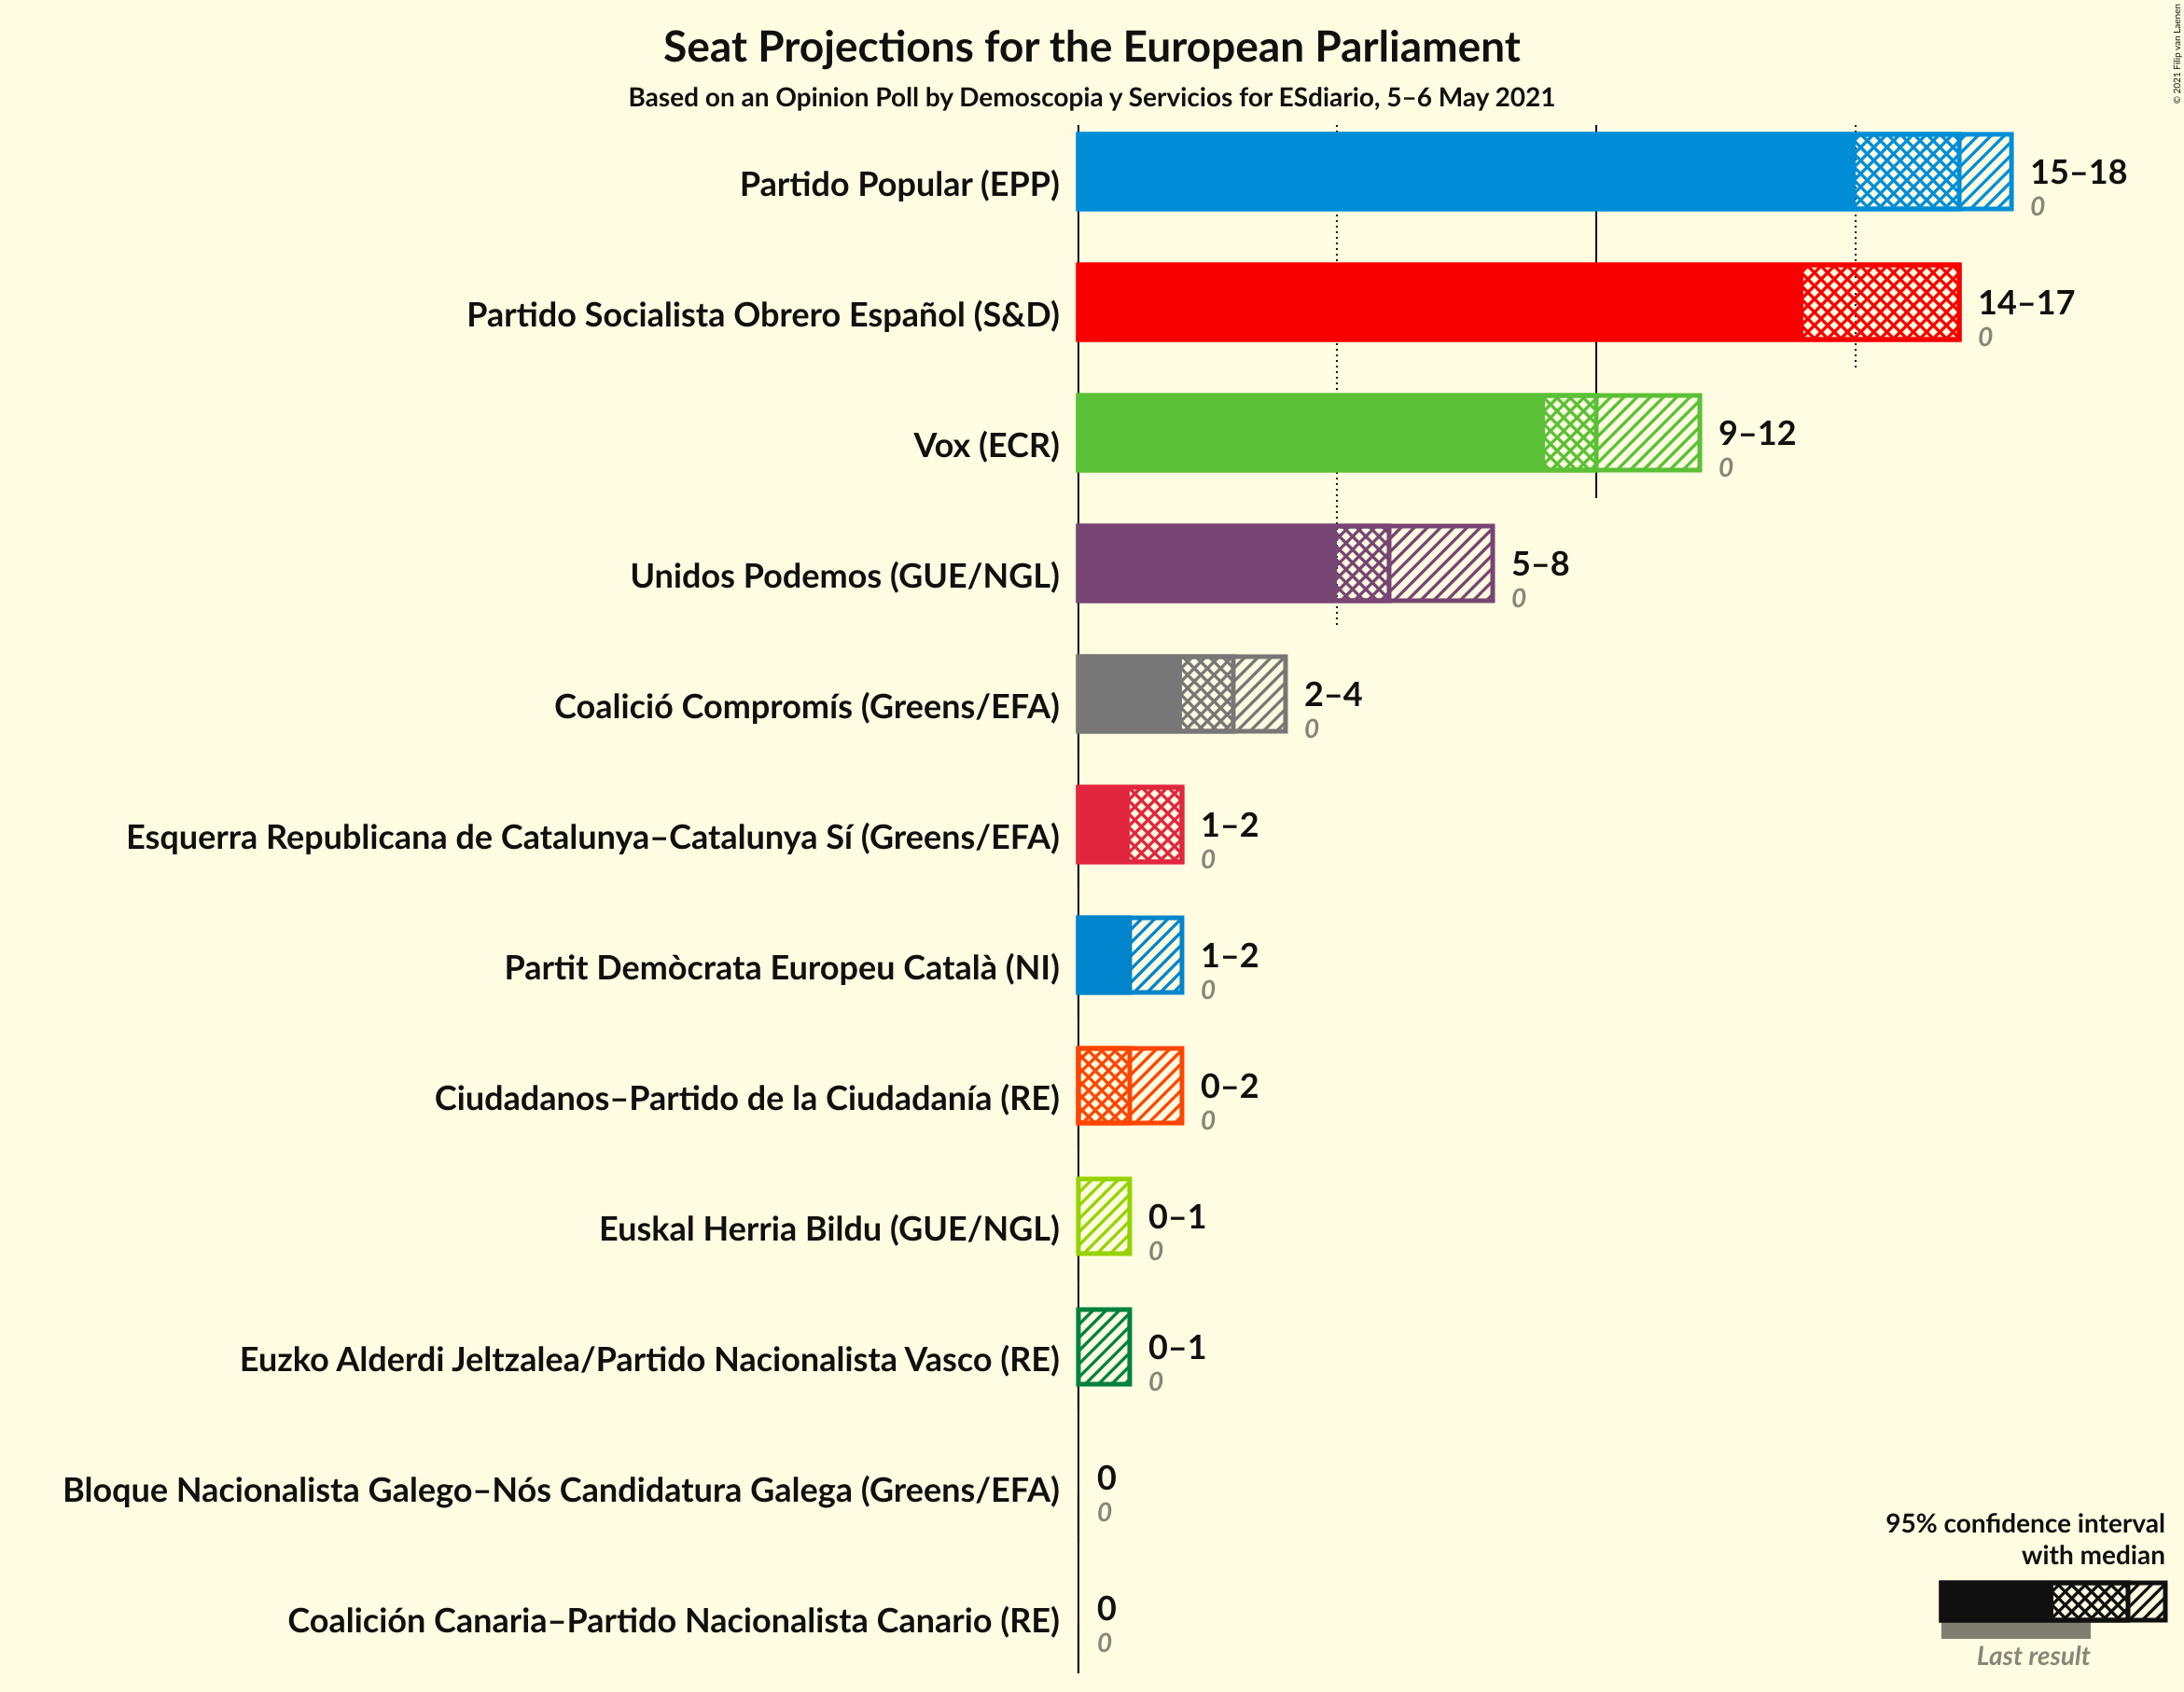 © 2021 Filip van Laenen
Seat Projections for the European Parliament
Based on an Opinion Poll by Demoscopia y Servicios for ESdiario, 5–6 May 2021
Partido Popular (EPP)
15–18
0
Partido Socialista Obrero Español (S&D)
14–17
0
Vox (ECR)
9–12
0
Unidos Podemos (GUE/NGL)
5–8
0
Coalició Compromís (Greens/EFA)
2–4
0
Esquerra Republicana de Catalunya–Catalunya Sí (Greens/EFA)
1–2
0
Partit Demòcrata Europeu Català (NI)
1–2
0
Ciudadanos–Partido de la Ciudadanía (RE)
0–2
0
Euskal Herria Bildu (GUE/NGL)
0–1
0
Euzko Alderdi Jeltzalea/Partido Nacionalista Vasco (RE)
0–1
0
Bloque Nacionalista Galego–Nós Candidatura Galega (Greens/EFA)
0
0
Coalición Canaria–Partido Nacionalista Canario (RE)
0
0
95% confidence interval
with median
Last result